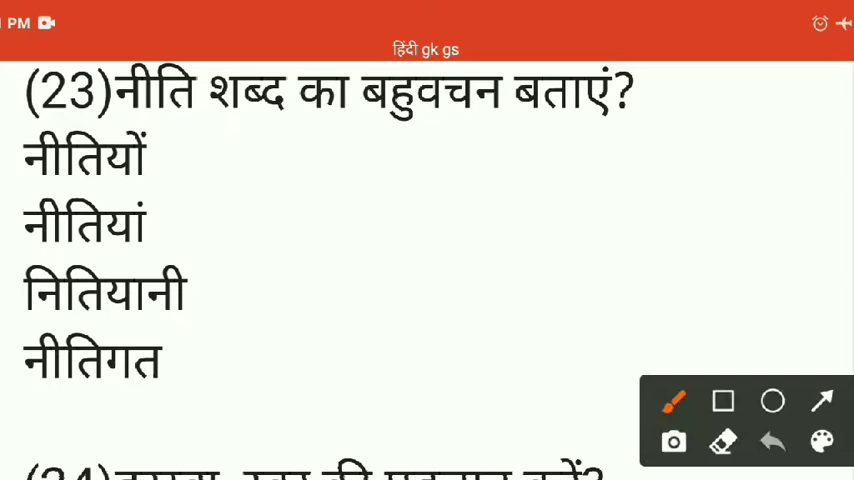 PM
हिंदी gk gs
(23)नीति शब्द का बहुवचन बताएं?
नीतियों
नीतियां
नितियानी
नीतिगत